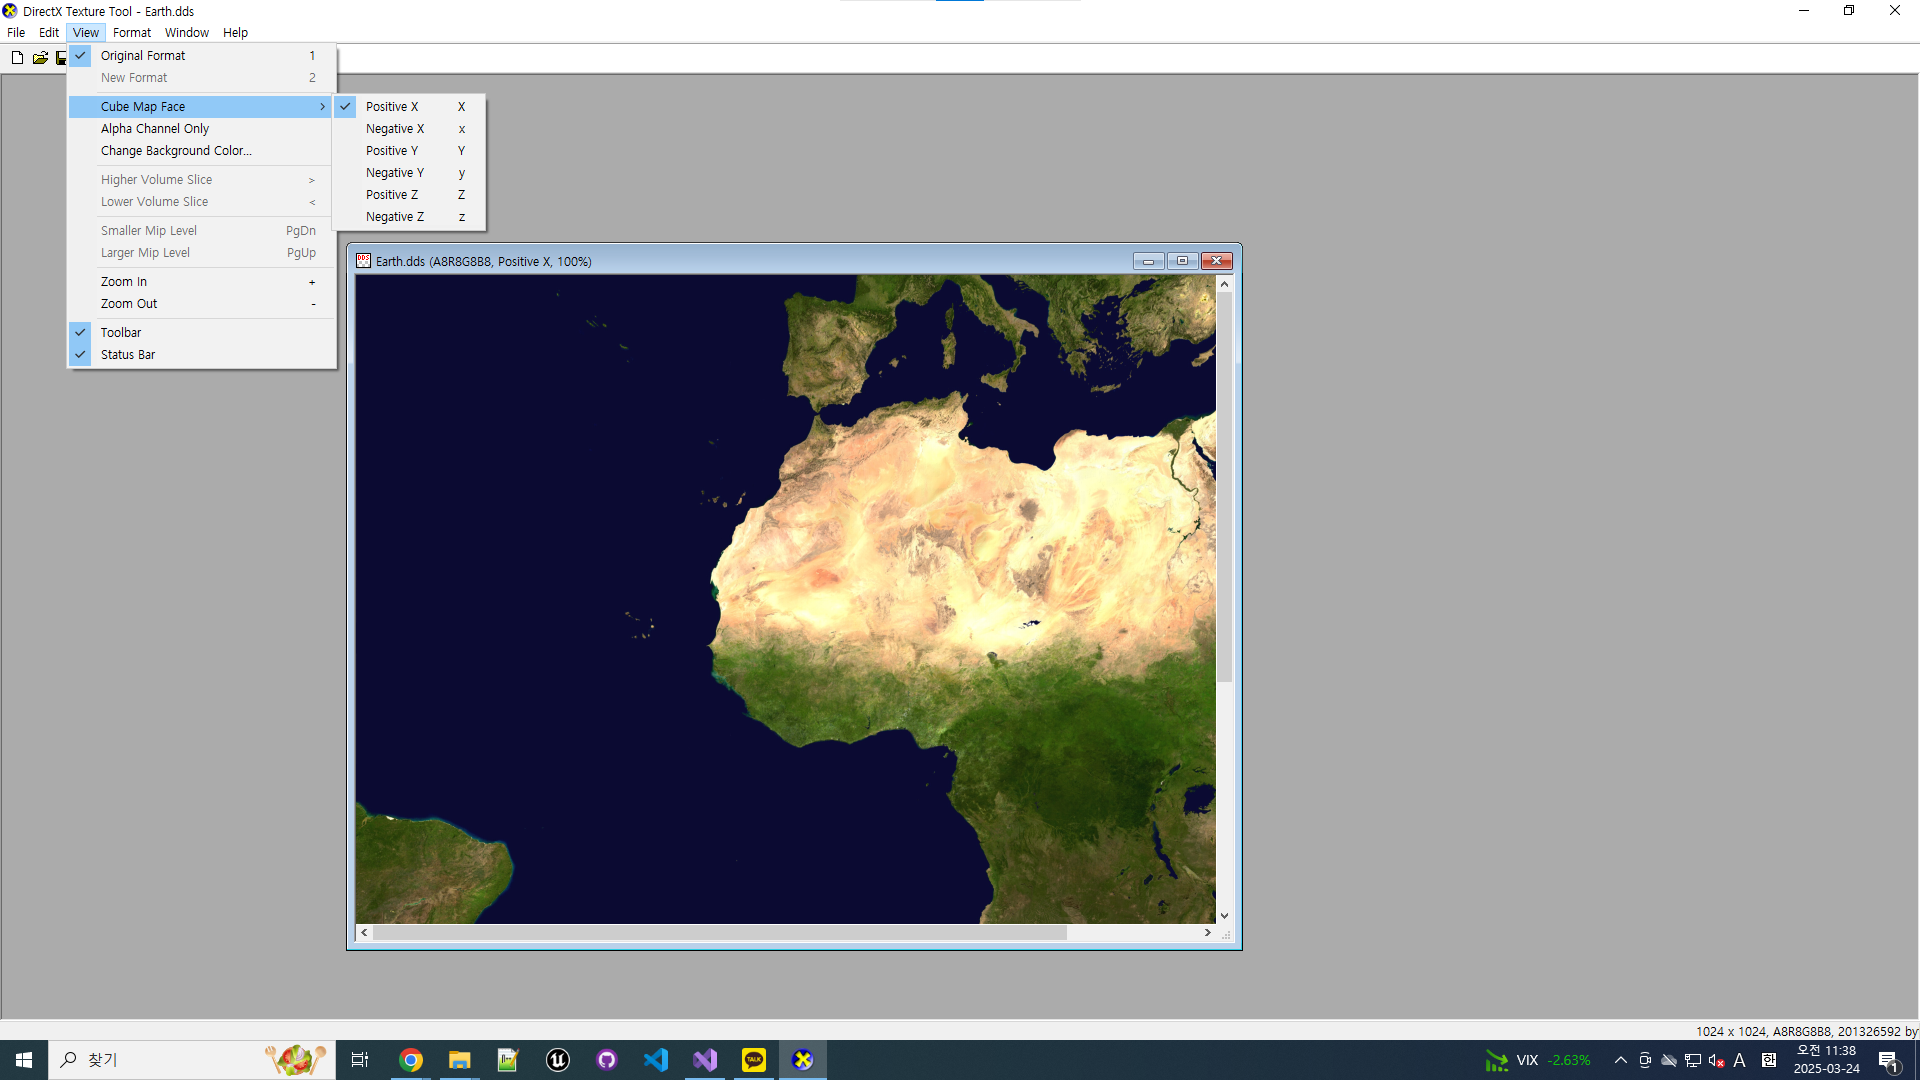 DirectX Texture Tool - Earth.dds
File Edit View Format Window Help
Original Format 1
New Format 2
Cube Map Face
Alpha Channel Only
Change Background Color...
Higher Volume Slice >
Lower Volume Slice <
Smaller Mip Level PgDn
Larger Mip Level PgUp
Zoom In +
Zoom Out -
Toolbar
Status Bar
Positive X X
Negative X x
Positive Y Y
Negative Y y
Positive Z Z
Negative Z z
Earth.dds (A8R8G8B8, Positive X, 100%)
1024 x 1024, A8R8G8B8, 201326592 by
찾기
TALK
VIX -2.63%
A
오전 11:38
2025-03-24
1